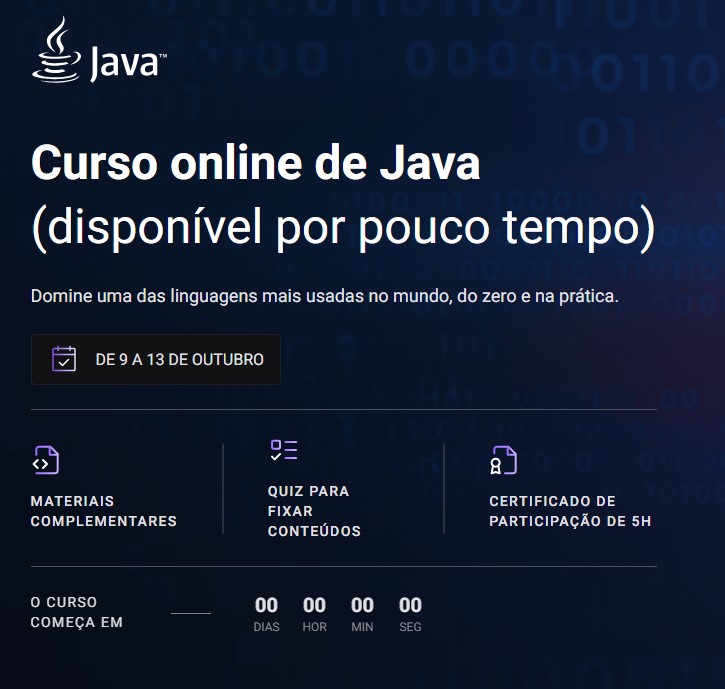 Java™
Curso online de Java
(disponível por pouco tempo)
Domine uma das linguagens mais usadas no mundo, do zero e na prática.
DE 9 A 13 DE OUTUBRO
MATERIAIS
COMPLEMENTARES
QUIZ PARA
FIXAR
CONTEÚDOS
CERTIFICADO DE
PARTICIPAÇÃO DE 5H
O CURSO
COMEÇA EM
00 00 00 00
DIAS HOR MIN SEG